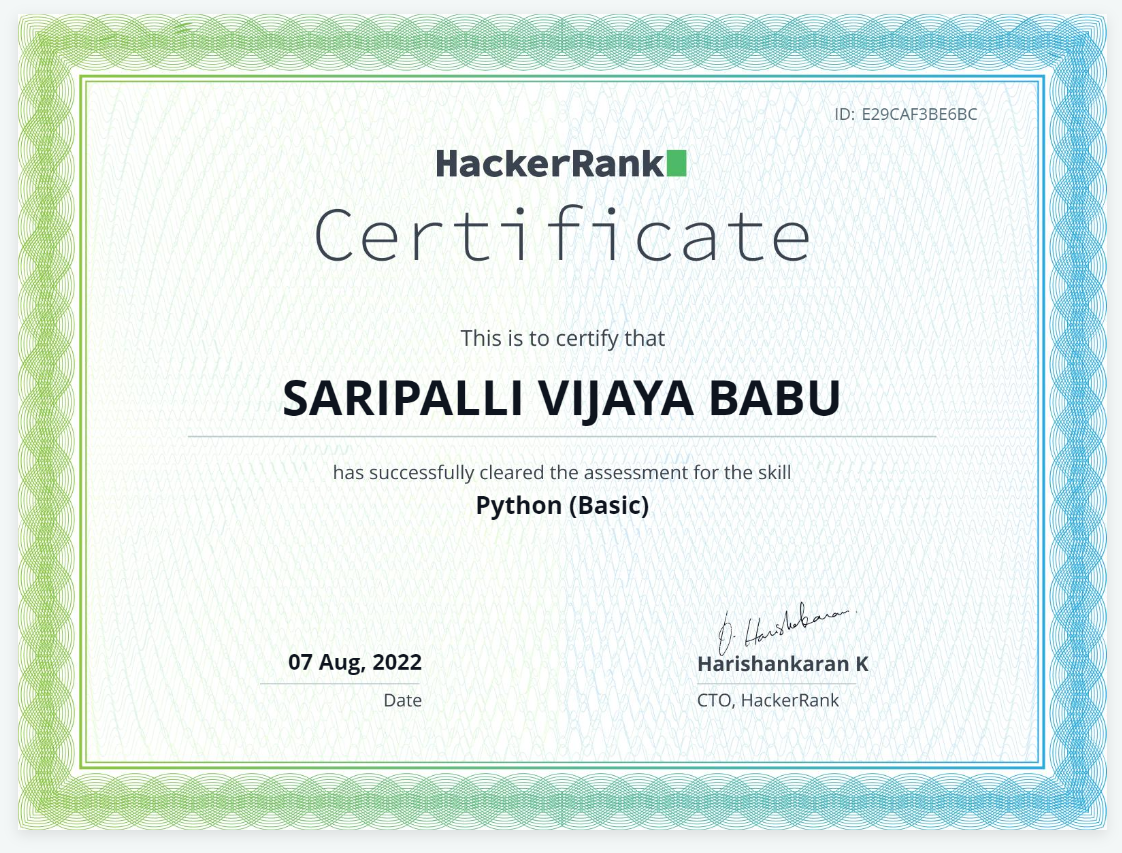 ID: E29CAF3BE6BC
HackerRank
Certificate
This is to certify that
SARIPALLI VIJAYA BABU
has successfully cleared the assessment for the skill
Python (Basic)
07 Aug, 2022
Date
Harishankaran K
CTO, HackerRank